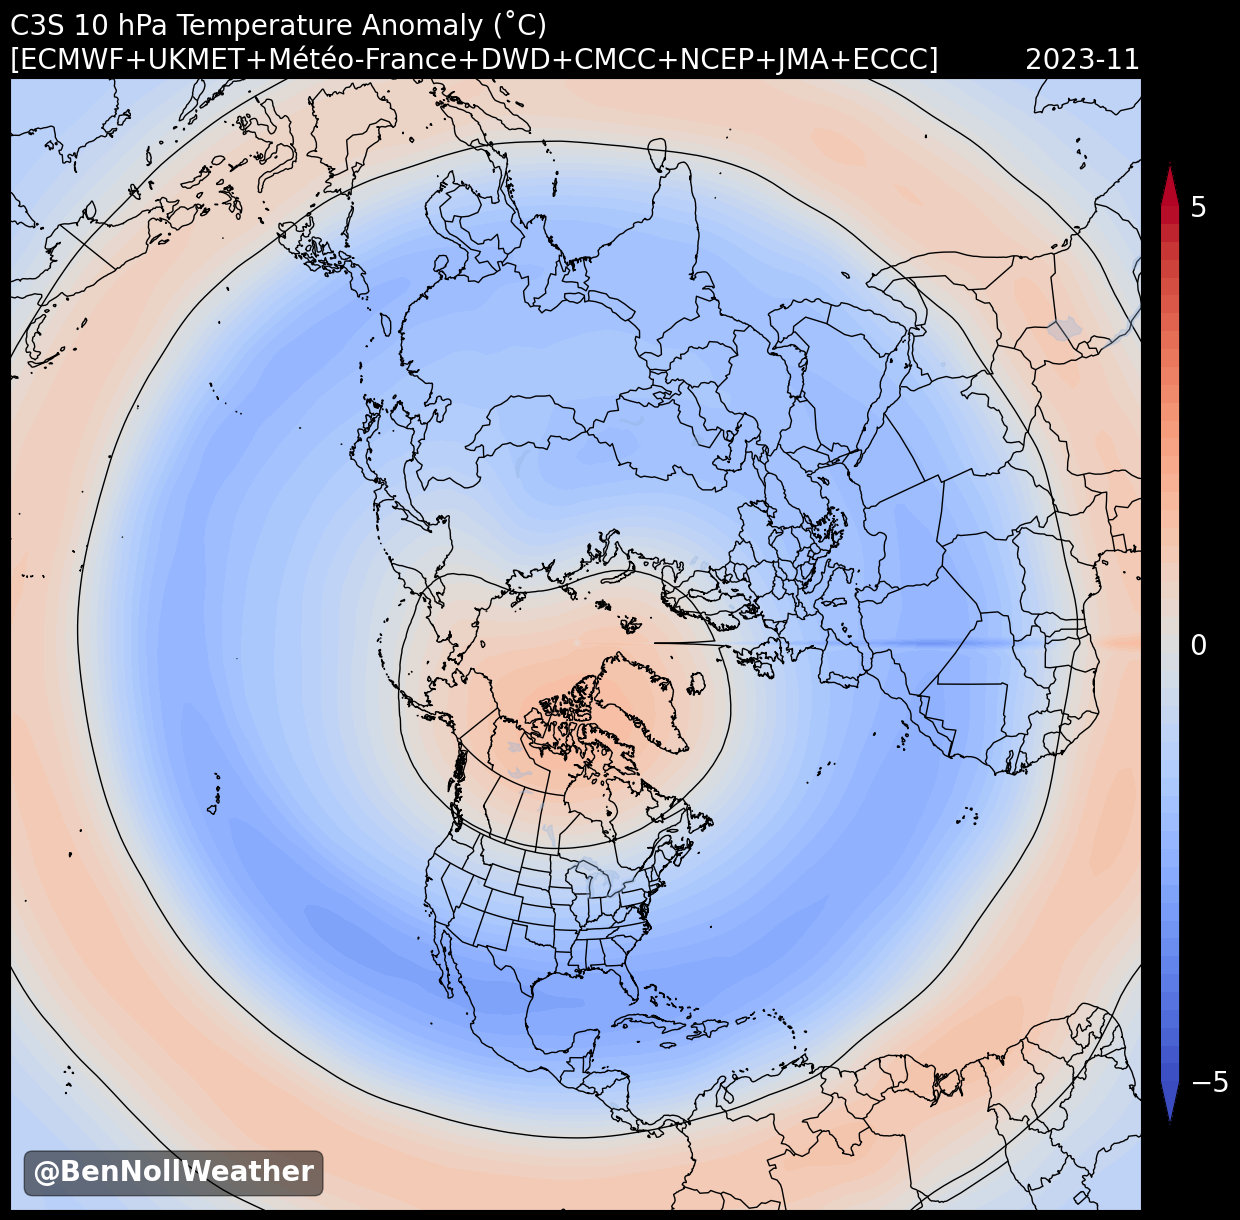 C3S 10 hPa Temperature Anomaly (˚C)
[ECMWF+UKMET+Météo-France+DWD+CMCC+NCEP+JMA+ECCC] 2023-11
5
0
−5
@BenNollWeather